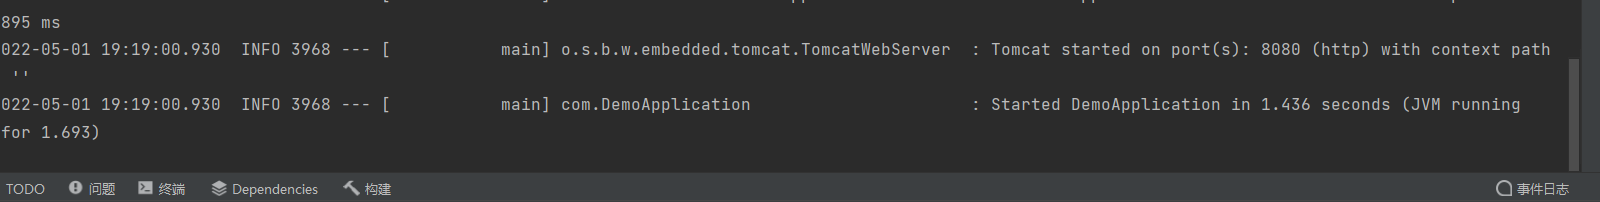 895 ms
022-05-01 19:19:00.930  INFO 3968 --- [           main] o.s.b.w.embedded.tomcat.TomcatWebServer  : Tomcat started on port(s): 8080 (http) with context path
 ''
022-05-01 19:19:00.930  INFO 3968 --- [           main] com.DemoApplication                      : Started DemoApplication in 1.436 seconds (JVM running
for 1.693)
TODO 问题 终端 Dependencies 构建 事件日志